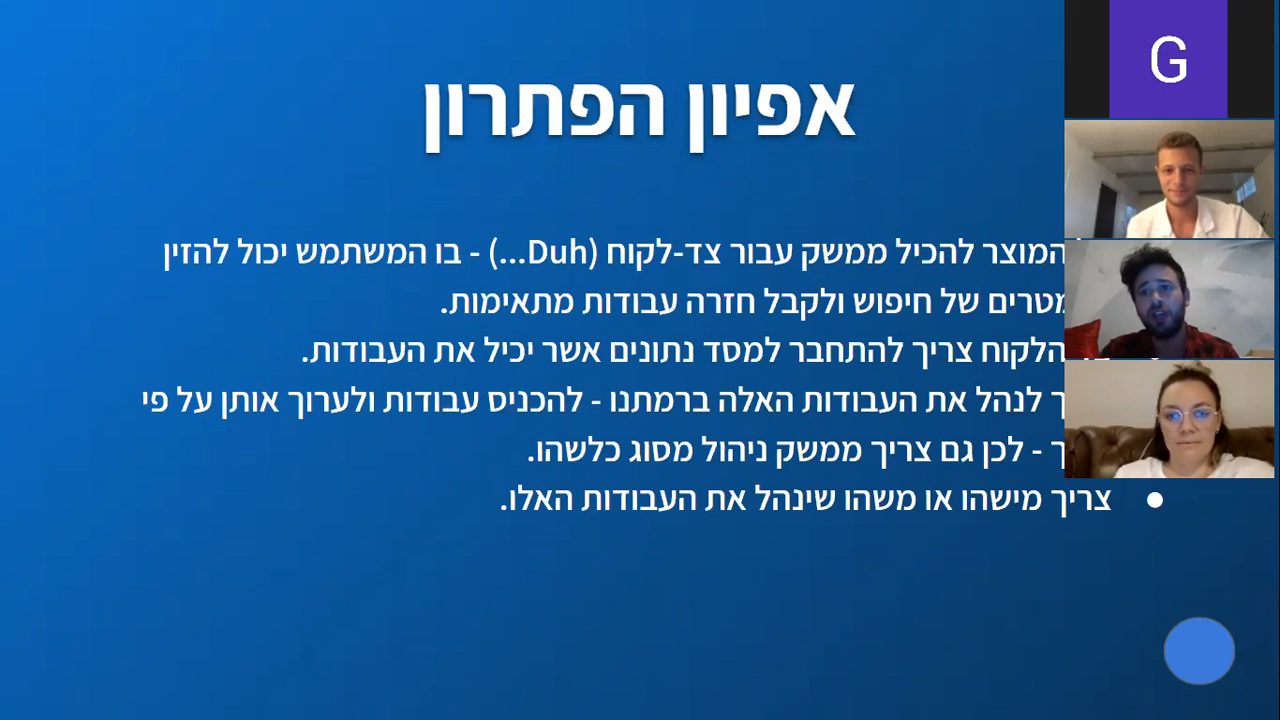 G
אפיון הפתרון
המוצר להכיל ממשק עבור צד-לקוח (Duh...) - בו המשתמש יכול להזין
של חיפוש ולקבל חזרה עבודות מתאימות.
הלקוח צריך להתחבר למסד נתונים אשר יכיל את העבודות.
לנהל את העבודות האלה ברמתנו - להכניס עבודות ולערוך אותן על פי
- לכן גם צריך ממשק ניהול מסוג כלשהו.
● צריך מישהו או משהו שינהל את העבודות האלו.